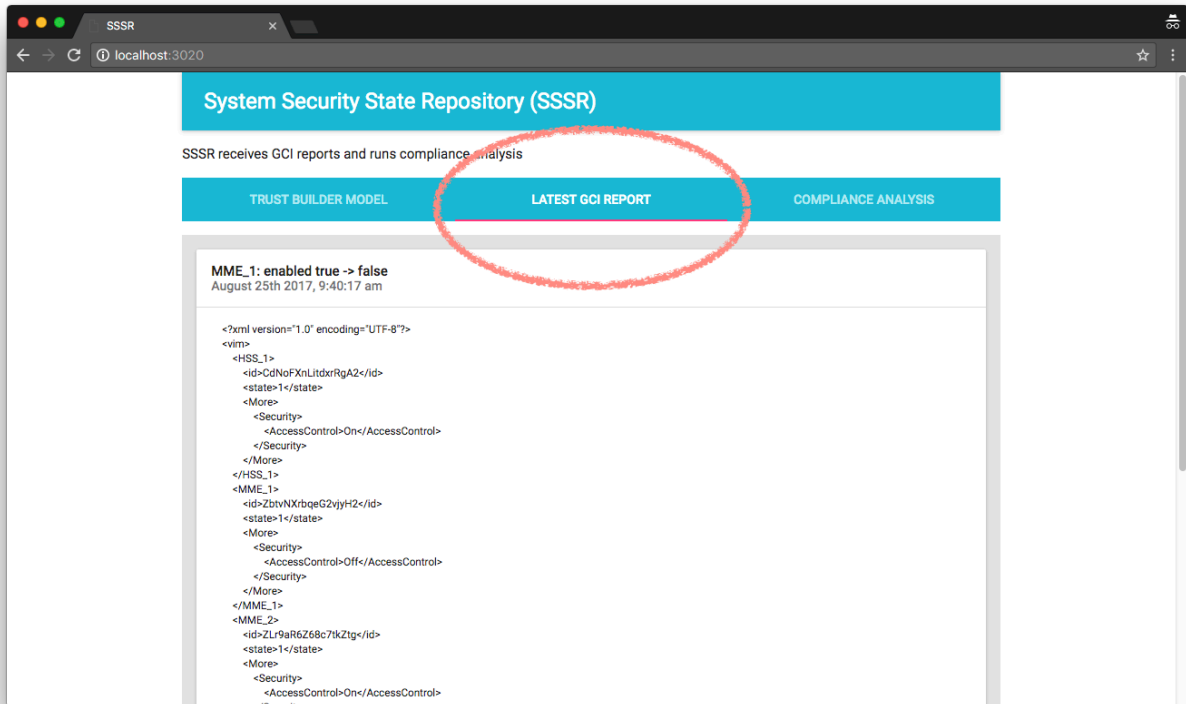 SSSR
localhost:3020
System Security State Repository (SSSR)
SSSR receives GCI reports and runs compliance analysis
TRUST BUILDER MODEL LATEST GCI REPORT COMPLIANCE ANALYSIS
MME_1: enabled true -> false
August 25th 2017, 9:40:17 am
<?xml version="1.0" encoding="UTF-8"?>
<vim>
<HSS_1>
<id>CdNoFXnLitdxrRgA2</id>
<state>1</state>
<More>
<Security>
<AccessControl>On</AccessControl>
</Security>
</More>
</HSS_1>
<MME_1>
<id>ZbtvNXrbqeG2vjyH2</id>
<state>1</state>
<More>
<Security>
<AccessControl>Off</AccessControl>
</Security>
</More>
</MME_1>
<MME_2>
<id>ZLr9aR6Z68c7tkZtg</id>
<state>1</state>
<More>
<Security>
<AccessControl>On</AccessControl>